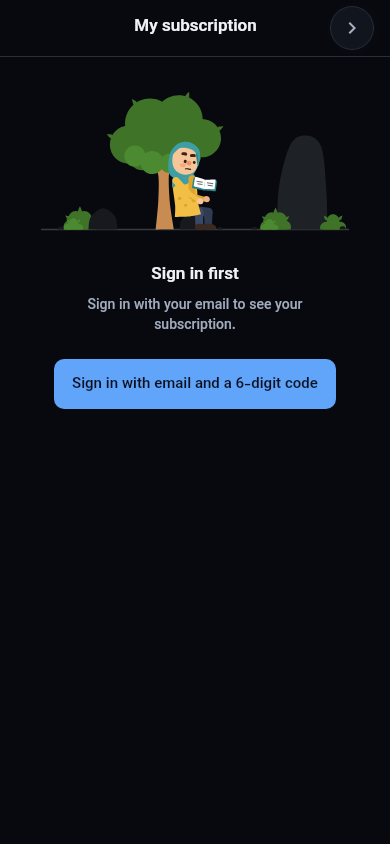 My subscription
Sign in first
Sign in with your email to see your
subscription.
Sign in with email and a 6-digit code